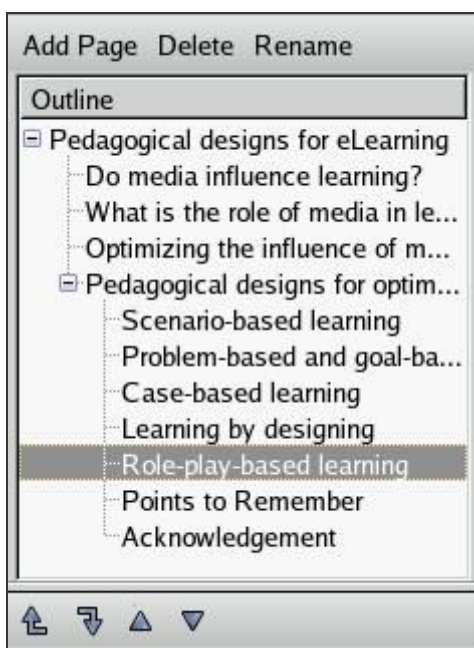 Add Page Delete Rename
Outline
Pedagogical designs for eLearning
Do media influence learning?
What is the role of media in le...
Optimizing the influence of m...
Pedagogical designs for optim...
Scenario-based learning
Problem-based and goal-ba...
Case-based learning
Learning by designing
Role-play-based learning
Points to Remember
Acknowledgement